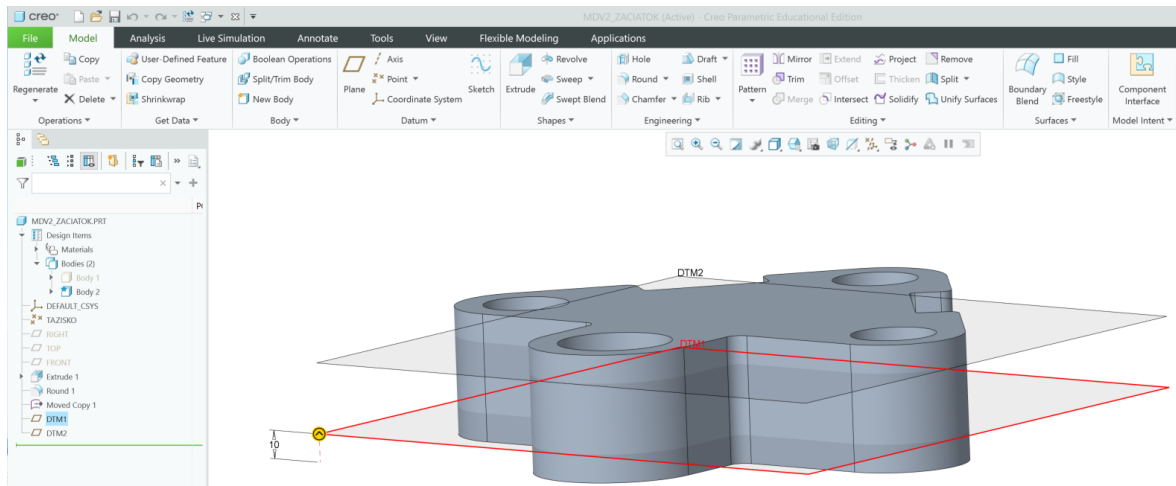 creo®
MDV2_ZACIATOK (Active) - Creo Parametric Educational Edition
File Model Analysis Live Simulation Annotate Tools View Flexible Modeling Applications
Regenerate
Copy
Paste
Delete
Operations
User-Defined Feature
Copy Geometry
Shrinkwrap
Get Data
Boolean Operations
Split/Trim Body
New Body
Body
Plane
Axis
Point
Coordinate System
Sketch
Datum
Extrude
Revolve
Sweep
Swept Blend
Shapes
Hole Draft
Round Shell
Chamfer Rib
Engineering
Pattern
Mirror Extend Project Remove
Trim Offset Thicken Split
Merge Intersect Solidify Unify Surfaces
Editing
Boundary
Blend
Fill
Style
Freestyle
Surfaces
Component
Interface
Model Intent
MDV2_ZACIATOK.PRT
Design Items
Materials
Bodies (2)
Body 1
Body 2
DEFAULT_CSYS
TAZISKO
RIGHT
TOP
FRONT
Extrude 1
Round 1
Moved Copy 1
DTM1
DTM2
DTM2
DTM1
10